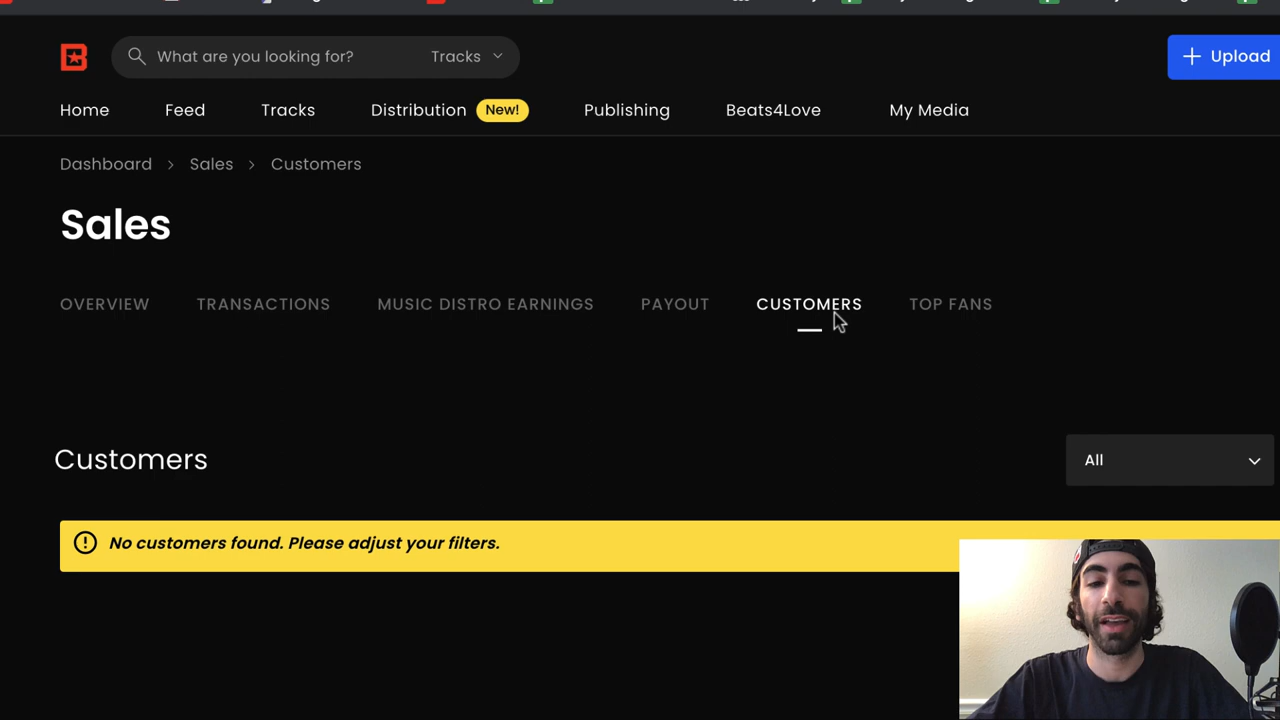 What are you looking for? Tracks
+ Upload
Home Feed Tracks Distribution New! Publishing Beats4Love My Media
Dashboard > Sales > Customers
Sales
OVERVIEW TRANSACTIONS MUSIC DISTRO EARNINGS PAYOUT CUSTOMERS TOP FANS
Customers
All
No customers found. Please adjust your filters.